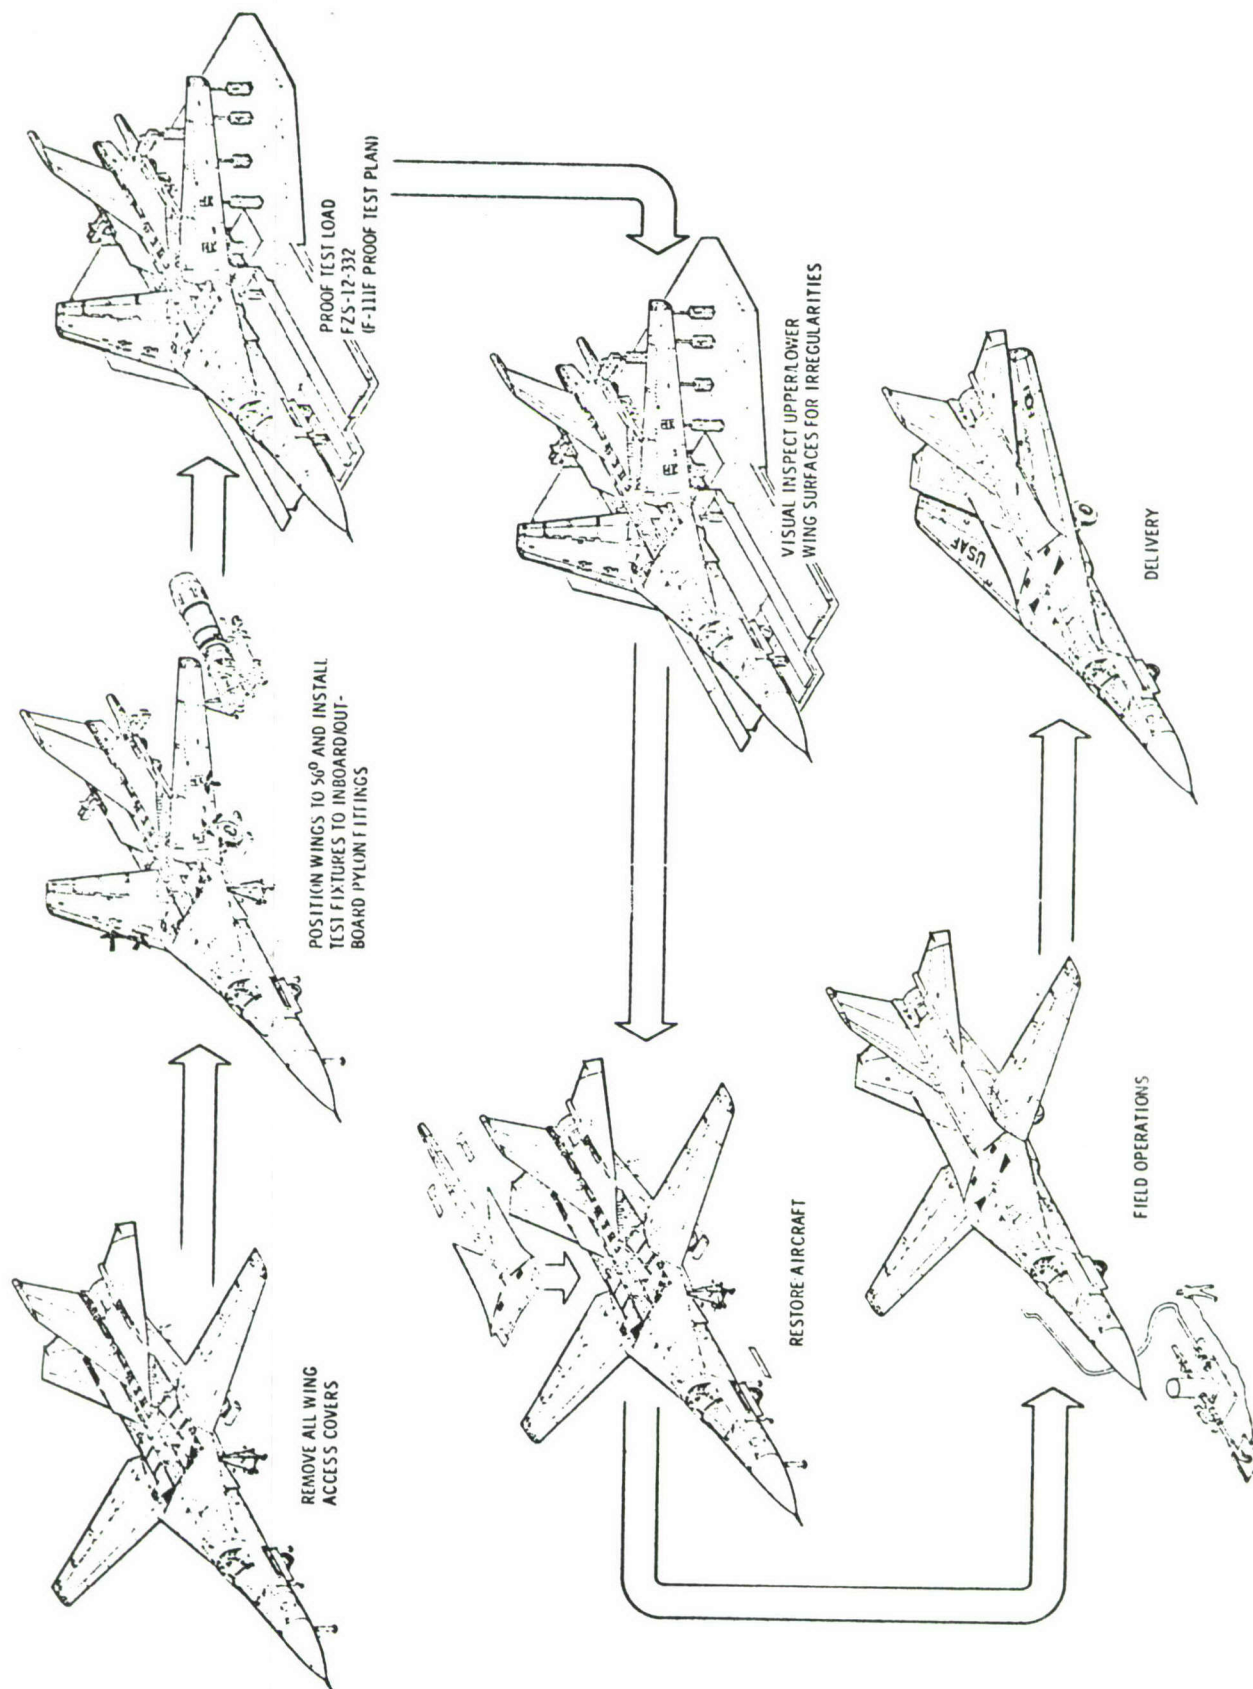 REMOVE ALL WING
ACCESS COVERS
POSITION WINGS TO 56⁰ AND INSTALL
TEST FIXTURES TO INBOARD/OUT-
BOARD PYLON FITTINGS
PROOF TEST LOAD
FZS-12-332
(F-111F PROOF TEST PLAN)
VISUAL INSPECT UPPER/LOWER
WING SURFACES FOR IRREGULARITIES
RESTORE AIRCRAFT
FIELD OPERATIONS
USAF
DELIVERY